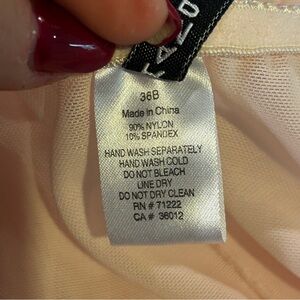 36B
Made in China
90% NYLON
10% SPANDEX
HAND WASH SEPARATELY
HAND WASH COLD
DO NOT BLEACH
LINE DRY
DO NOT DRY CLEAN
RN # 71222
CA # 36012